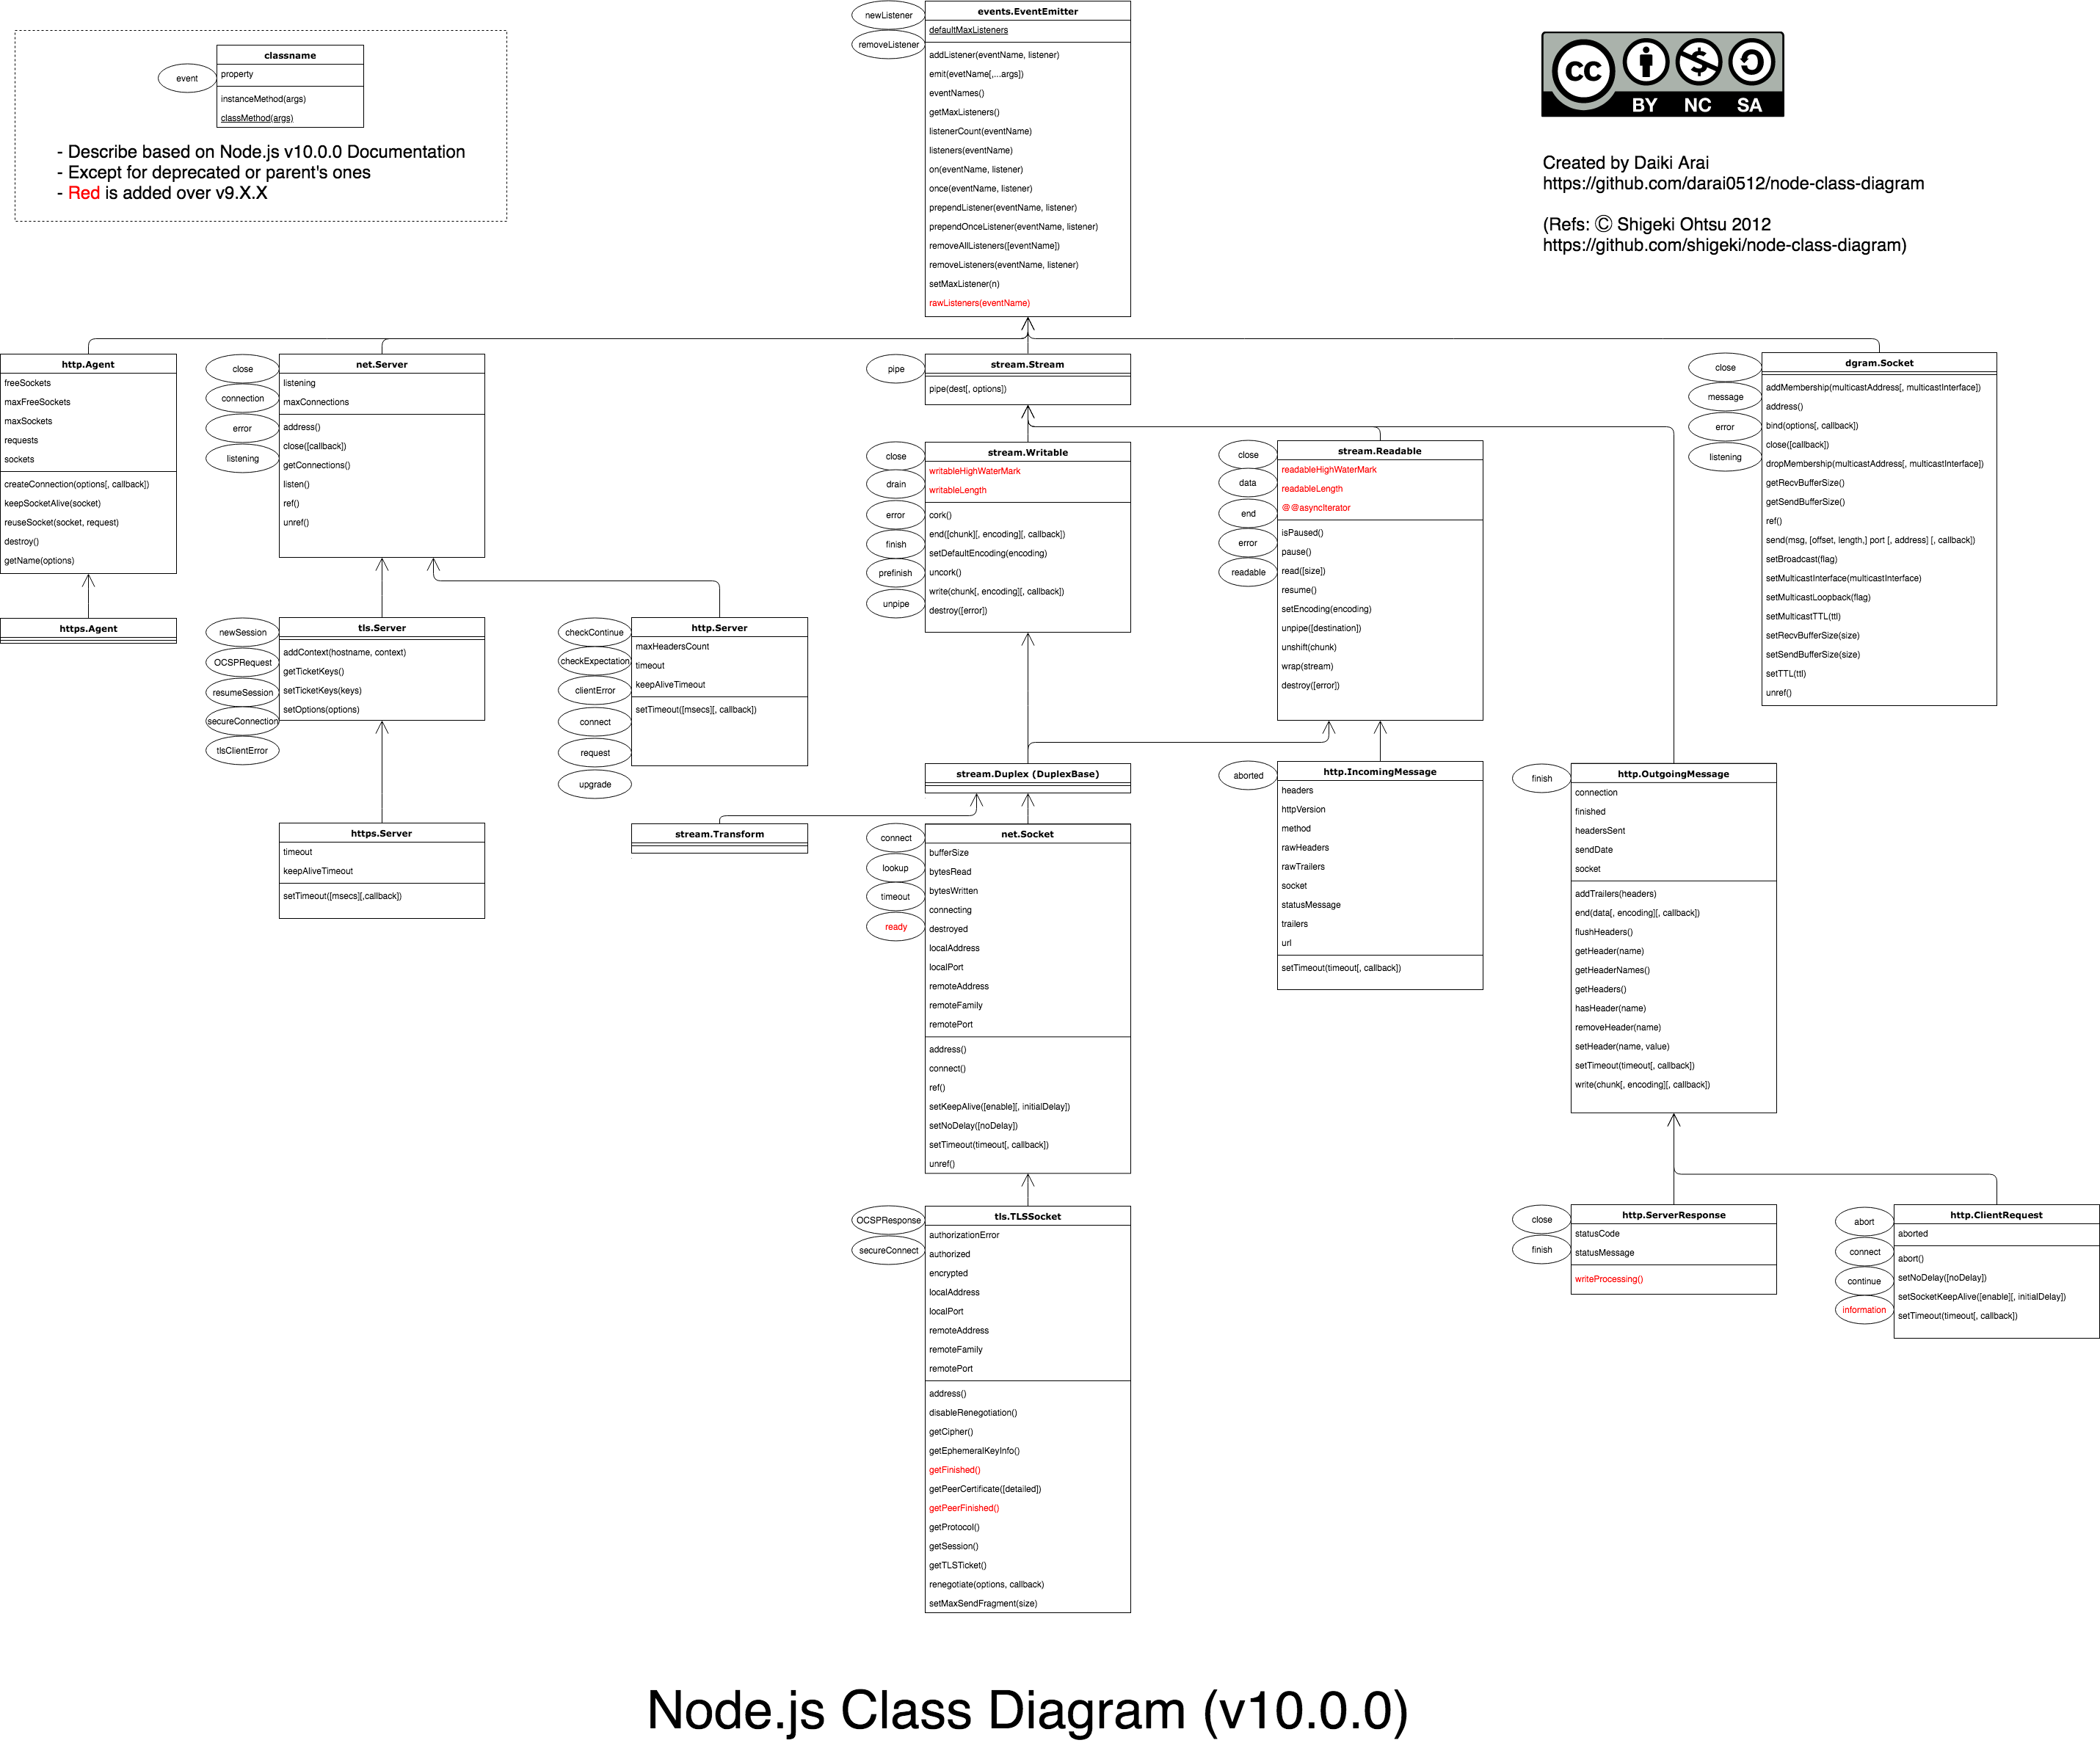 newListener
removeListener
events.EventEmitter
defaultMaxListeners
addListener(eventName, listener)
emit(evetName[,...args])
eventNames()
getMaxListeners()
listenerCount(eventName)
listeners(eventName)
on(eventName, listener)
once(eventName, listener)
prependListener(eventName, listener)
prependOnceListener(eventName, listener)
removeAllListeners([eventName])
removeListeners(eventName, listener)
setMaxListener(n)
rawListeners(eventName)
classname
event
property
instanceMethod(args)
classMethod(args)
- Describe based on Node.js v10.0.0 Documentation
- Except for deprecated or parent's ones
- Red is added over v9.X.X
CC
BY NC SA
Created by Daiki Arai
https://github.com/darai0512/node-class-diagram
(Refs: Ⓒ Shigeki Ohtsu 2012
https://github.com/shigeki/node-class-diagram)
http.Agent
freeSockets
maxFreeSockets
maxSockets
requests
sockets
createConnection(options[, callback])
keepSocketAlive(socket)
reuseSocket(socket, request)
destroy()
getName(options)
https.Agent
close
connection
error
listening
net.Server
listening
maxConnections
address()
close([callback])
getConnections()
listen()
ref()
unref()
newSession
OCSPRequest
resumeSession
secureConnection
tlsClientError
tls.Server
addContext(hostname, context)
getTicketKeys()
setTicketKeys(keys)
setOptions(options)
https.Server
timeout
keepAliveTimeout
setTimeout([msecs][,callback])
checkContinue
checkExpectation
clientError
connect
request
upgrade
http.Server
maxHeadersCount
timeout
keepAliveTimeout
setTimeout([msecs][, callback])
pipe
stream.Stream
pipe(dest[, options])
close
drain
error
finish
prefinish
unpipe
stream.Writable
writableHighWaterMark
writableLength
cork()
end([chunk][, encoding][, callback])
setDefaultEncoding(encoding)
uncork()
write(chunk[, encoding][, callback])
destroy([error])
close
data
end
error
readable
stream.Readable
readableHighWaterMark
readableLength
@@asyncIterator
isPaused()
pause()
read([size])
resume()
setEncoding(encoding)
unpipe([destination])
unshift(chunk)
wrap(stream)
destroy([error])
close
message
error
listening
dgram.Socket
addMembership(multicastAddress[, multicastInterface])
address()
bind(options[, callback])
close([callback])
dropMembership(multicastAddress[, multicastInterface])
getRecvBufferSize()
getSendBufferSize()
ref()
send(msg, [offset, length,] port [, address] [, callback])
setBroadcast(flag)
setMulticastInterface(multicastInterface)
setMulticastLoopback(flag)
setMulticastTTL(ttl)
setRecvBufferSize(size)
setSendBufferSize(size)
setTTL(ttl)
unref()
stream.Duplex (DuplexBase)
stream.Transform
connect
lookup
timeout
ready
net.Socket
bufferSize
bytesRead
bytesWritten
connecting
destroyed
localAddress
localPort
remoteAddress
remoteFamily
remotePort
address()
connect()
ref()
setKeepAlive([enable][, initialDelay])
setNoDelay([noDelay])
setTimeout(timeout[, callback])
unref()
aborted
http.IncomingMessage
headers
httpVersion
method
rawHeaders
rawTrailers
socket
statusMessage
trailers
url
setTimeout(timeout[, callback])
finish
http.OutgoingMessage
connection
finished
headersSent
sendDate
socket
addTrailers(headers)
end(data[, encoding][, callback])
flushHeaders()
getHeader(name)
getHeaderNames()
getHeaders()
hasHeader(name)
removeHeader(name)
setHeader(name, value)
setTimeout(timeout[, callback])
write(chunk[, encoding][, callback])
OCSPResponse
secureConnect
tls.TLSSocket
authorizationError
authorized
encrypted
localAddress
localPort
remoteAddress
remoteFamily
remotePort
address()
disableRenegotiation()
getCipher()
getEphemeralKeyInfo()
getFinished()
getPeerCertificate([detailed])
getPeerFinished()
getProtocol()
getSession()
getTLSTicket()
renegotiate(options, callback)
setMaxSendFragment(size)
close
finish
http.ServerResponse
statusCode
statusMessage
writeProcessing()
abort
connect
continue
information
http.ClientRequest
aborted
abort()
setNoDelay([noDelay])
setSocketKeepAlive([enable][, initialDelay])
setTimeout(timeout[, callback])
Node.js Class Diagram (v10.0.0)